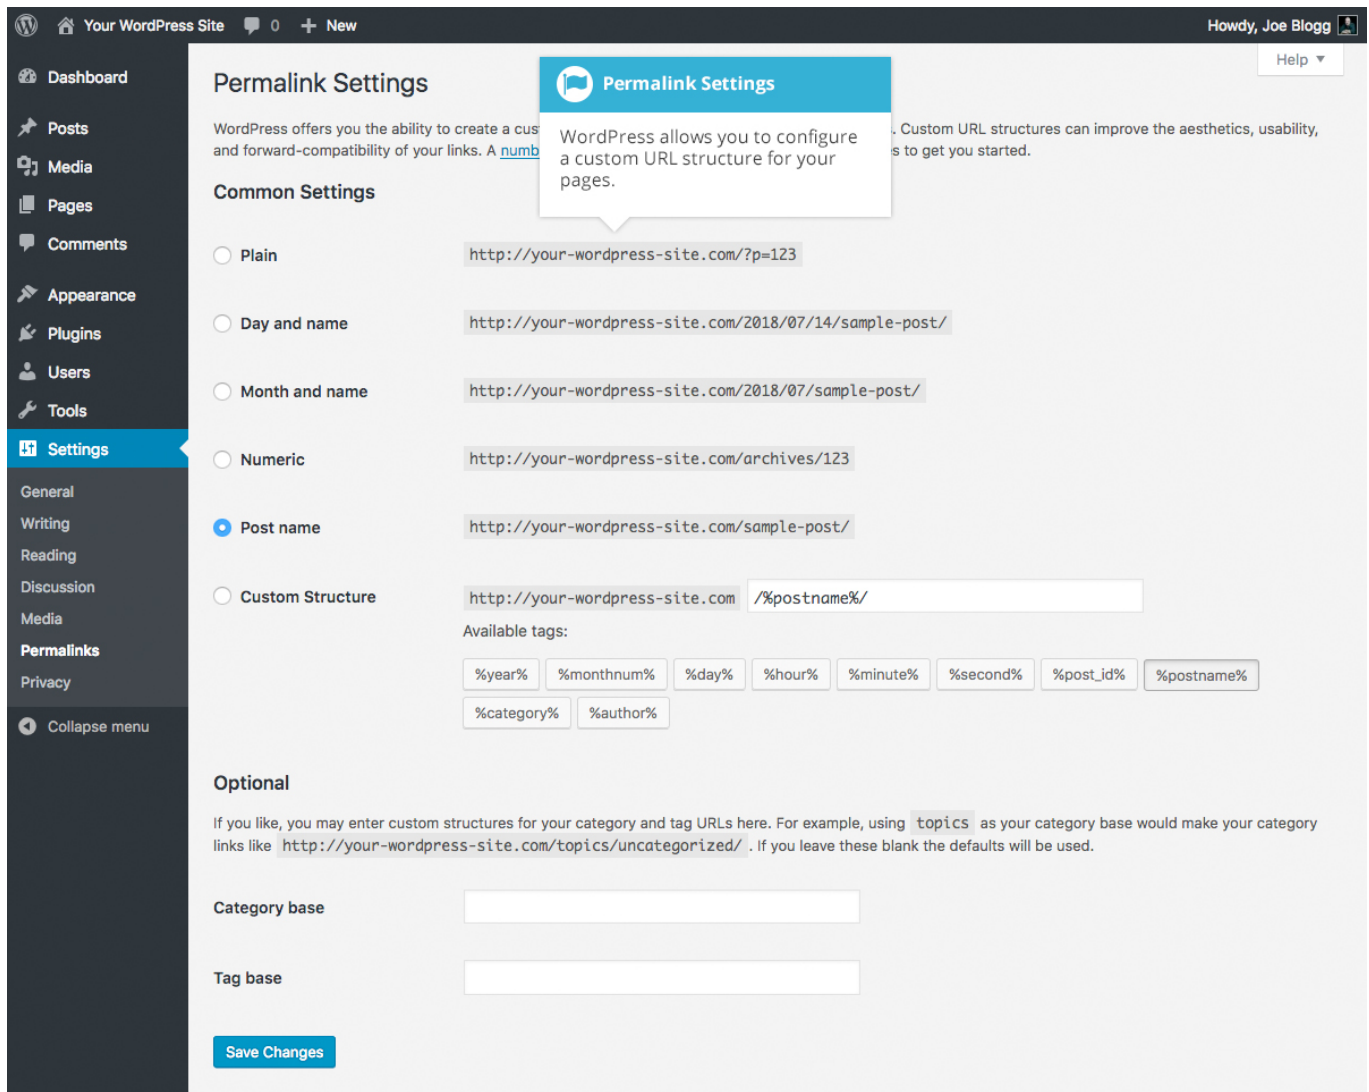 Your WordPress Site 0 + New Howdy, Joe Blogg
Help ▼
Dashboard
Posts
Media
Pages
Comments
Appearance
Plugins
Users
Tools
Settings
General
Writing
Reading
Discussion
Media
Permalinks
Privacy
Collapse menu
Permalink Settings
Permalink Settings
WordPress allows you to configure
a custom URL structure for your
pages.
WordPress offers you the ability to create a . Custom URL structures can improve the aesthetics, usability,
and forward-compatibility of your links. A to get you started.
Common Settings
Plain http://your-wordpress-site.com/?p=123
Day and name http://your-wordpress-site.com/2018/07/14/sample-post/
Month and name http://your-wordpress-site.com/2018/07/sample-post/
Numeric http://your-wordpress-site.com/archives/123
Post name http://your-wordpress-site.com/sample-post/
Custom Structure http://your-wordpress-site.com /%postname%/
Available tags:
%year% %monthnum% %day% %hour% %minute% %second% %post_id% %postname%
%category% %author%
Optional
If you like, you may enter custom structures for your category and tag URLs here. For example, using topics as your category base would make your category
links like http://your-wordpress-site.com/topics/uncategorized/ . If you leave these blank the defaults will be used.
Category base
Tag base
Save Changes